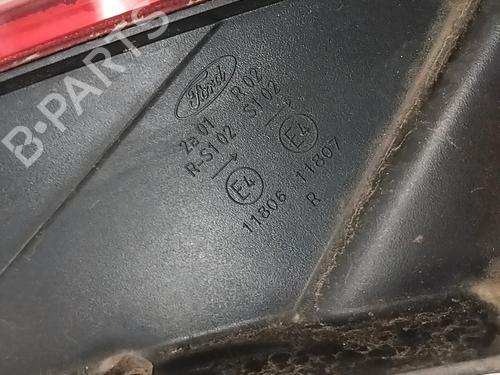 B-PARTS
Ford
2a 01 R 02
R-S1 02 S1 02
E4 E4
11806 11807
R